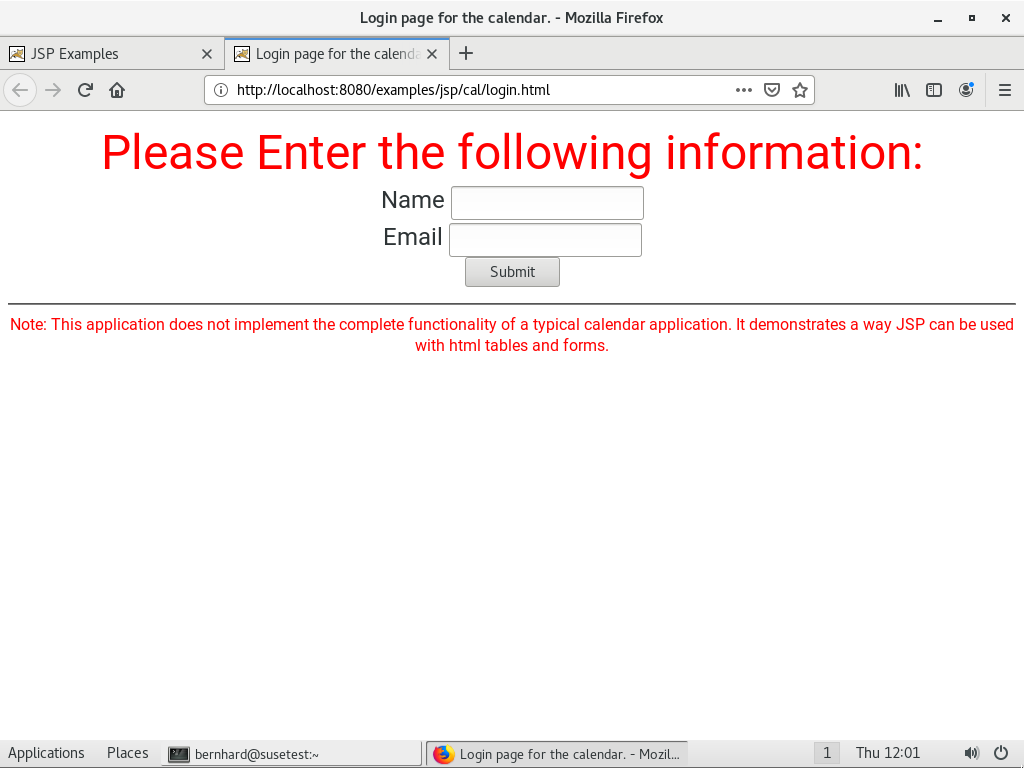 Login page for the calendar. - Mozilla Firefox
JSP Examples
Login page for the calenda
http://localhost:8080/examples/jsp/cal/login.html
Please Enter the following information:
Name
Email
Submit
Note: This application does not implement the complete functionality of a typical calendar application. It demonstrates a way JSP can be used
with html tables and forms.
Applications Places bernhard@susetest:~ Login page for the calendar. - Mozil... 1 Thu 12:01